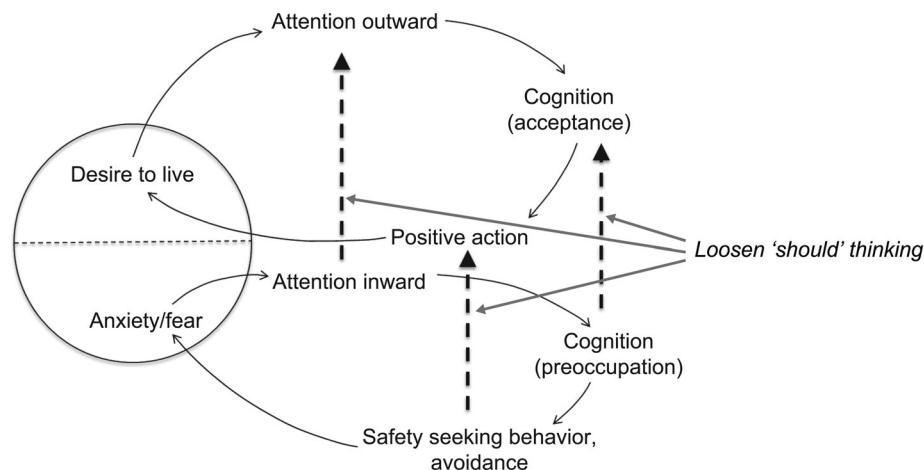 Attention outward
Cognition
(acceptance)
Desire to live
Positive action
Loosen ‘should’ thinking
Attention inward
Anxiety/fear
Cognition
(preoccupation)
Safety seeking behavior,
avoidance